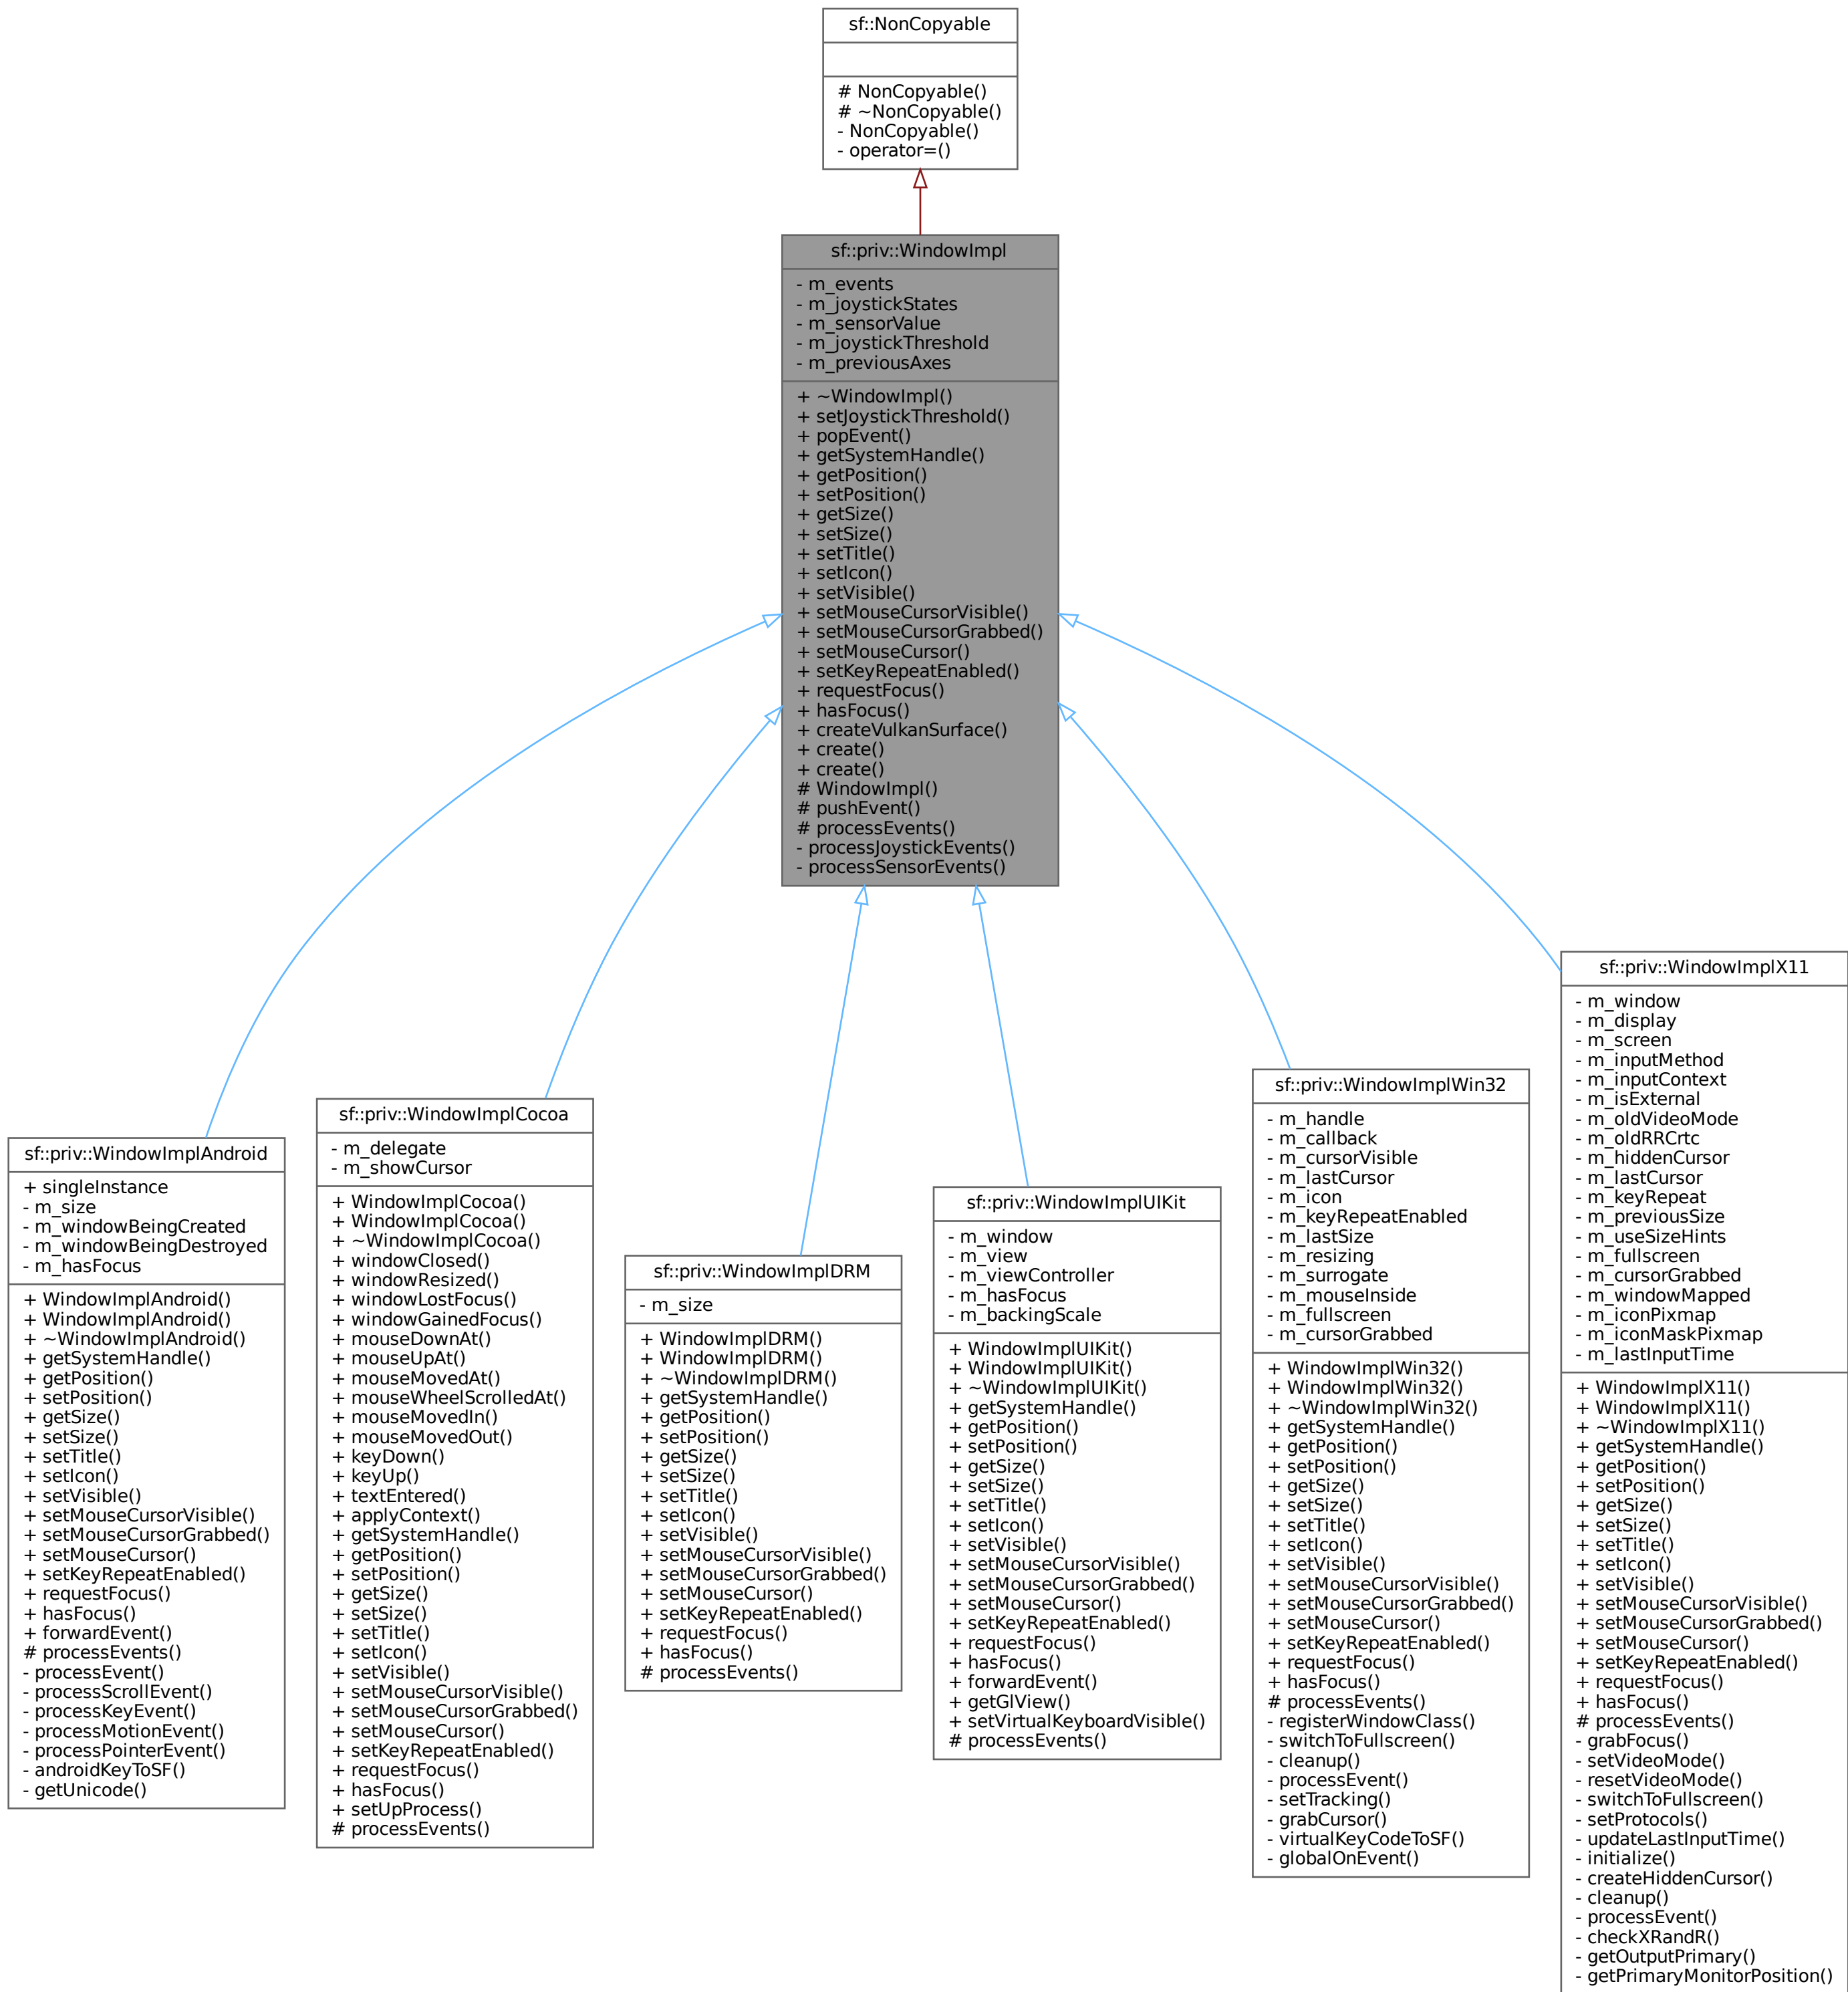 sf::NonCopyable
# NonCopyable()
# ~NonCopyable()
- NonCopyable()
- operator=()
sf::priv::WindowImpl
- m_events
- m_joystickStates
- m_sensorValue
- m_joystickThreshold
- m_previousAxes
+ ~WindowImpl()
+ setJoystickThreshold()
+ popEvent()
+ getSystemHandle()
+ getPosition()
+ setPosition()
+ getSize()
+ setSize()
+ setTitle()
+ setIcon()
+ setVisible()
+ setMouseCursorVisible()
+ setMouseCursorGrabbed()
+ setMouseCursor()
+ setKeyRepeatEnabled()
+ requestFocus()
+ hasFocus()
+ createVulkanSurface()
+ create()
+ create()
# WindowImpl()
# pushEvent()
# processEvents()
- processJoystickEvents()
- processSensorEvents()
sf::priv::WindowImplAndroid
+ singleInstance
- m_size
- m_windowBeingCreated
- m_windowBeingDestroyed
- m_hasFocus
+ WindowImplAndroid()
+ WindowImplAndroid()
+ ~WindowImplAndroid()
+ getSystemHandle()
+ getPosition()
+ setPosition()
+ getSize()
+ setSize()
+ setTitle()
+ setIcon()
+ setVisible()
+ setMouseCursorVisible()
+ setMouseCursorGrabbed()
+ setMouseCursor()
+ setKeyRepeatEnabled()
+ requestFocus()
+ hasFocus()
+ forwardEvent()
# processEvents()
- processEvent()
- processScrollEvent()
- processKeyEvent()
- processMotionEvent()
- processPointerEvent()
- androidKeyToSF()
- getUnicode()
sf::priv::WindowImplCocoa
- m_delegate
- m_showCursor
+ WindowImplCocoa()
+ WindowImplCocoa()
+ ~WindowImplCocoa()
+ windowClosed()
+ windowResized()
+ windowLostFocus()
+ windowGainedFocus()
+ mouseDownAt()
+ mouseUpAt()
+ mouseMovedAt()
+ mouseWheelScrolledAt()
+ mouseMovedIn()
+ mouseMovedOut()
+ keyDown()
+ keyUp()
+ textEntered()
+ applyContext()
+ getSystemHandle()
+ getPosition()
+ setPosition()
+ getSize()
+ setSize()
+ setTitle()
+ setIcon()
+ setVisible()
+ setMouseCursorVisible()
+ setMouseCursorGrabbed()
+ setMouseCursor()
+ setKeyRepeatEnabled()
+ requestFocus()
+ hasFocus()
+ setUpProcess()
# processEvents()
sf::priv::WindowImplDRM
- m_size
+ WindowImplDRM()
+ WindowImplDRM()
+ ~WindowImplDRM()
+ getSystemHandle()
+ getPosition()
+ setPosition()
+ getSize()
+ setSize()
+ setTitle()
+ setIcon()
+ setVisible()
+ setMouseCursorVisible()
+ setMouseCursorGrabbed()
+ setMouseCursor()
+ setKeyRepeatEnabled()
+ requestFocus()
+ hasFocus()
# processEvents()
sf::priv::WindowImplUIKit
- m_window
- m_view
- m_viewController
- m_hasFocus
- m_backingScale
+ WindowImplUIKit()
+ WindowImplUIKit()
+ ~WindowImplUIKit()
+ getSystemHandle()
+ getPosition()
+ setPosition()
+ getSize()
+ setSize()
+ setTitle()
+ setIcon()
+ setVisible()
+ setMouseCursorVisible()
+ setMouseCursorGrabbed()
+ setMouseCursor()
+ setKeyRepeatEnabled()
+ requestFocus()
+ hasFocus()
+ forwardEvent()
+ getGlView()
+ setVirtualKeyboardVisible()
# processEvents()
sf::priv::WindowImplWin32
- m_handle
- m_callback
- m_cursorVisible
- m_lastCursor
- m_icon
- m_keyRepeatEnabled
- m_lastSize
- m_resizing
- m_surrogate
- m_mouseInside
- m_fullscreen
- m_cursorGrabbed
+ WindowImplWin32()
+ WindowImplWin32()
+ ~WindowImplWin32()
+ getSystemHandle()
+ getPosition()
+ setPosition()
+ getSize()
+ setSize()
+ setTitle()
+ setIcon()
+ setVisible()
+ setMouseCursorVisible()
+ setMouseCursorGrabbed()
+ setMouseCursor()
+ setKeyRepeatEnabled()
+ requestFocus()
+ hasFocus()
# processEvents()
- registerWindowClass()
- switchToFullscreen()
- cleanup()
- processEvent()
- setTracking()
- grabCursor()
- virtualKeyCodeToSF()
- globalOnEvent()
sf::priv::WindowImplX11
- m_window
- m_display
- m_screen
- m_inputMethod
- m_inputContext
- m_isExternal
- m_oldVideoMode
- m_oldRRCrtc
- m_hiddenCursor
- m_lastCursor
- m_keyRepeat
- m_previousSize
- m_useSizeHints
- m_fullscreen
- m_cursorGrabbed
- m_windowMapped
- m_iconPixmap
- m_iconMaskPixmap
- m_lastInputTime
+ WindowImplX11()
+ WindowImplX11()
+ ~WindowImplX11()
+ getSystemHandle()
+ getPosition()
+ setPosition()
+ getSize()
+ setSize()
+ setTitle()
+ setIcon()
+ setVisible()
+ setMouseCursorVisible()
+ setMouseCursorGrabbed()
+ setMouseCursor()
+ setKeyRepeatEnabled()
+ requestFocus()
+ hasFocus()
# processEvents()
- grabFocus()
- setVideoMode()
- resetVideoMode()
- switchToFullscreen()
- setProtocols()
- updateLastInputTime()
- initialize()
- createHiddenCursor()
- cleanup()
- processEvent()
- checkXRandR()
- getOutputPrimary()
- getPrimaryMonitorPosition()